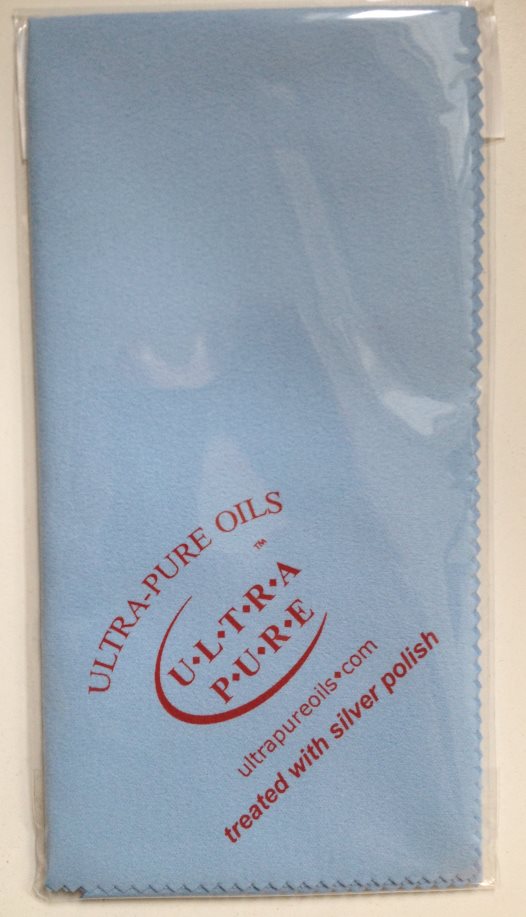 ULTRA-PURE OILS
™
U♦L♦T♦R♦A
P♦U♦R♦E
ultrapureoils♦com
treated with silver polish